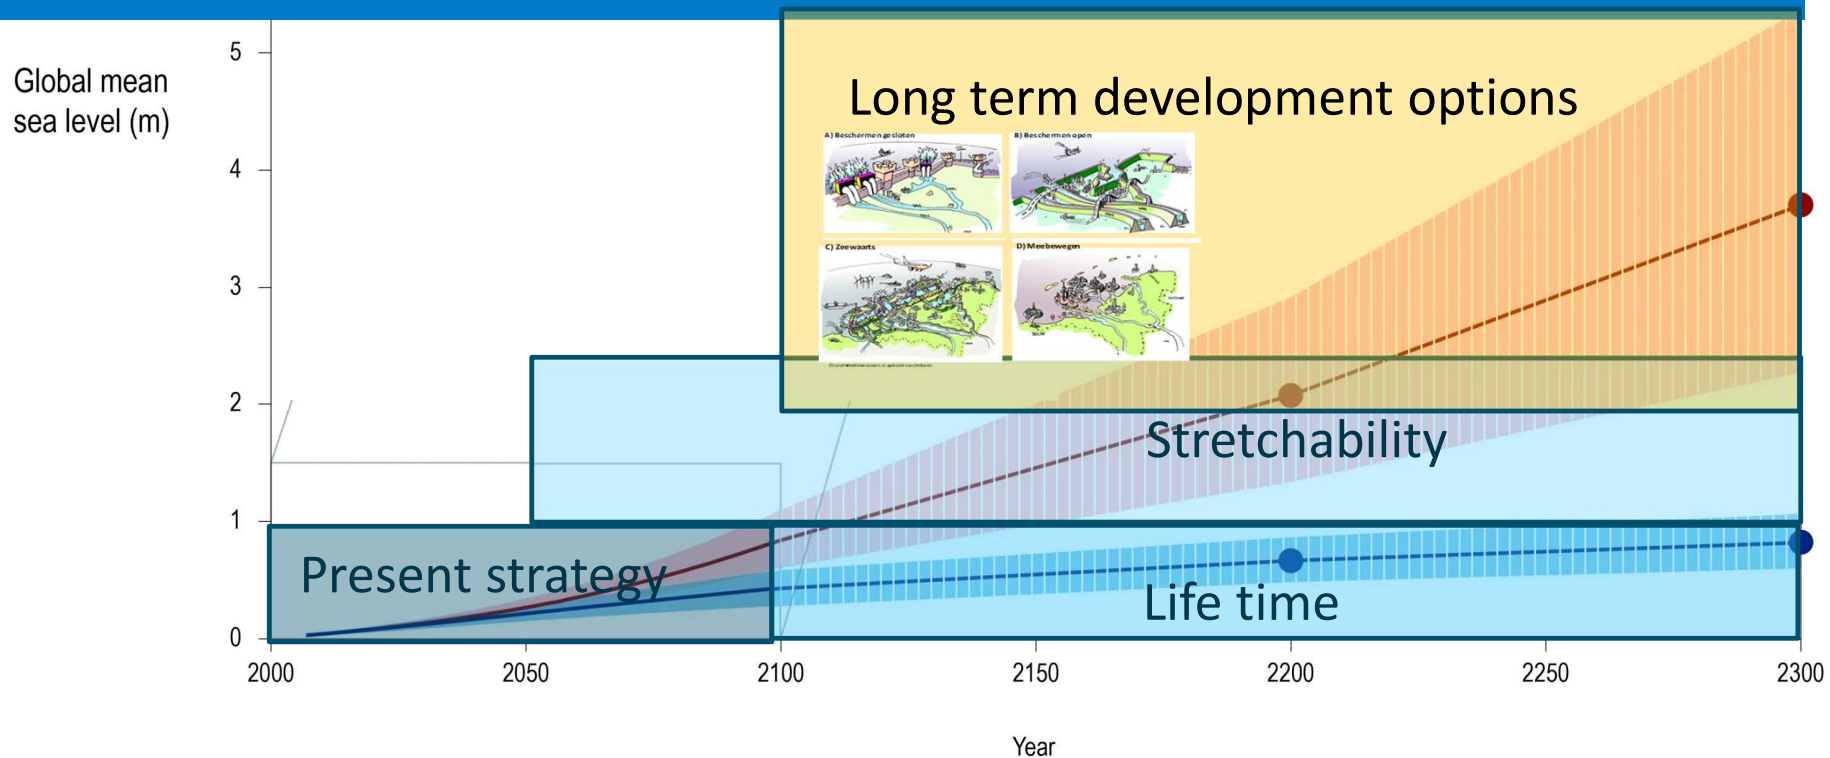 Global mean
sea level (m)
5
4
3
2
1
0
Long term development options
A) Beschermen gesloten
B) Beschermen open
C) Zeewaarts
D) Meebewegen
Stretchability
Present strategy
Life time
2000
2050
2100
2150
2200
2250
2300
Year